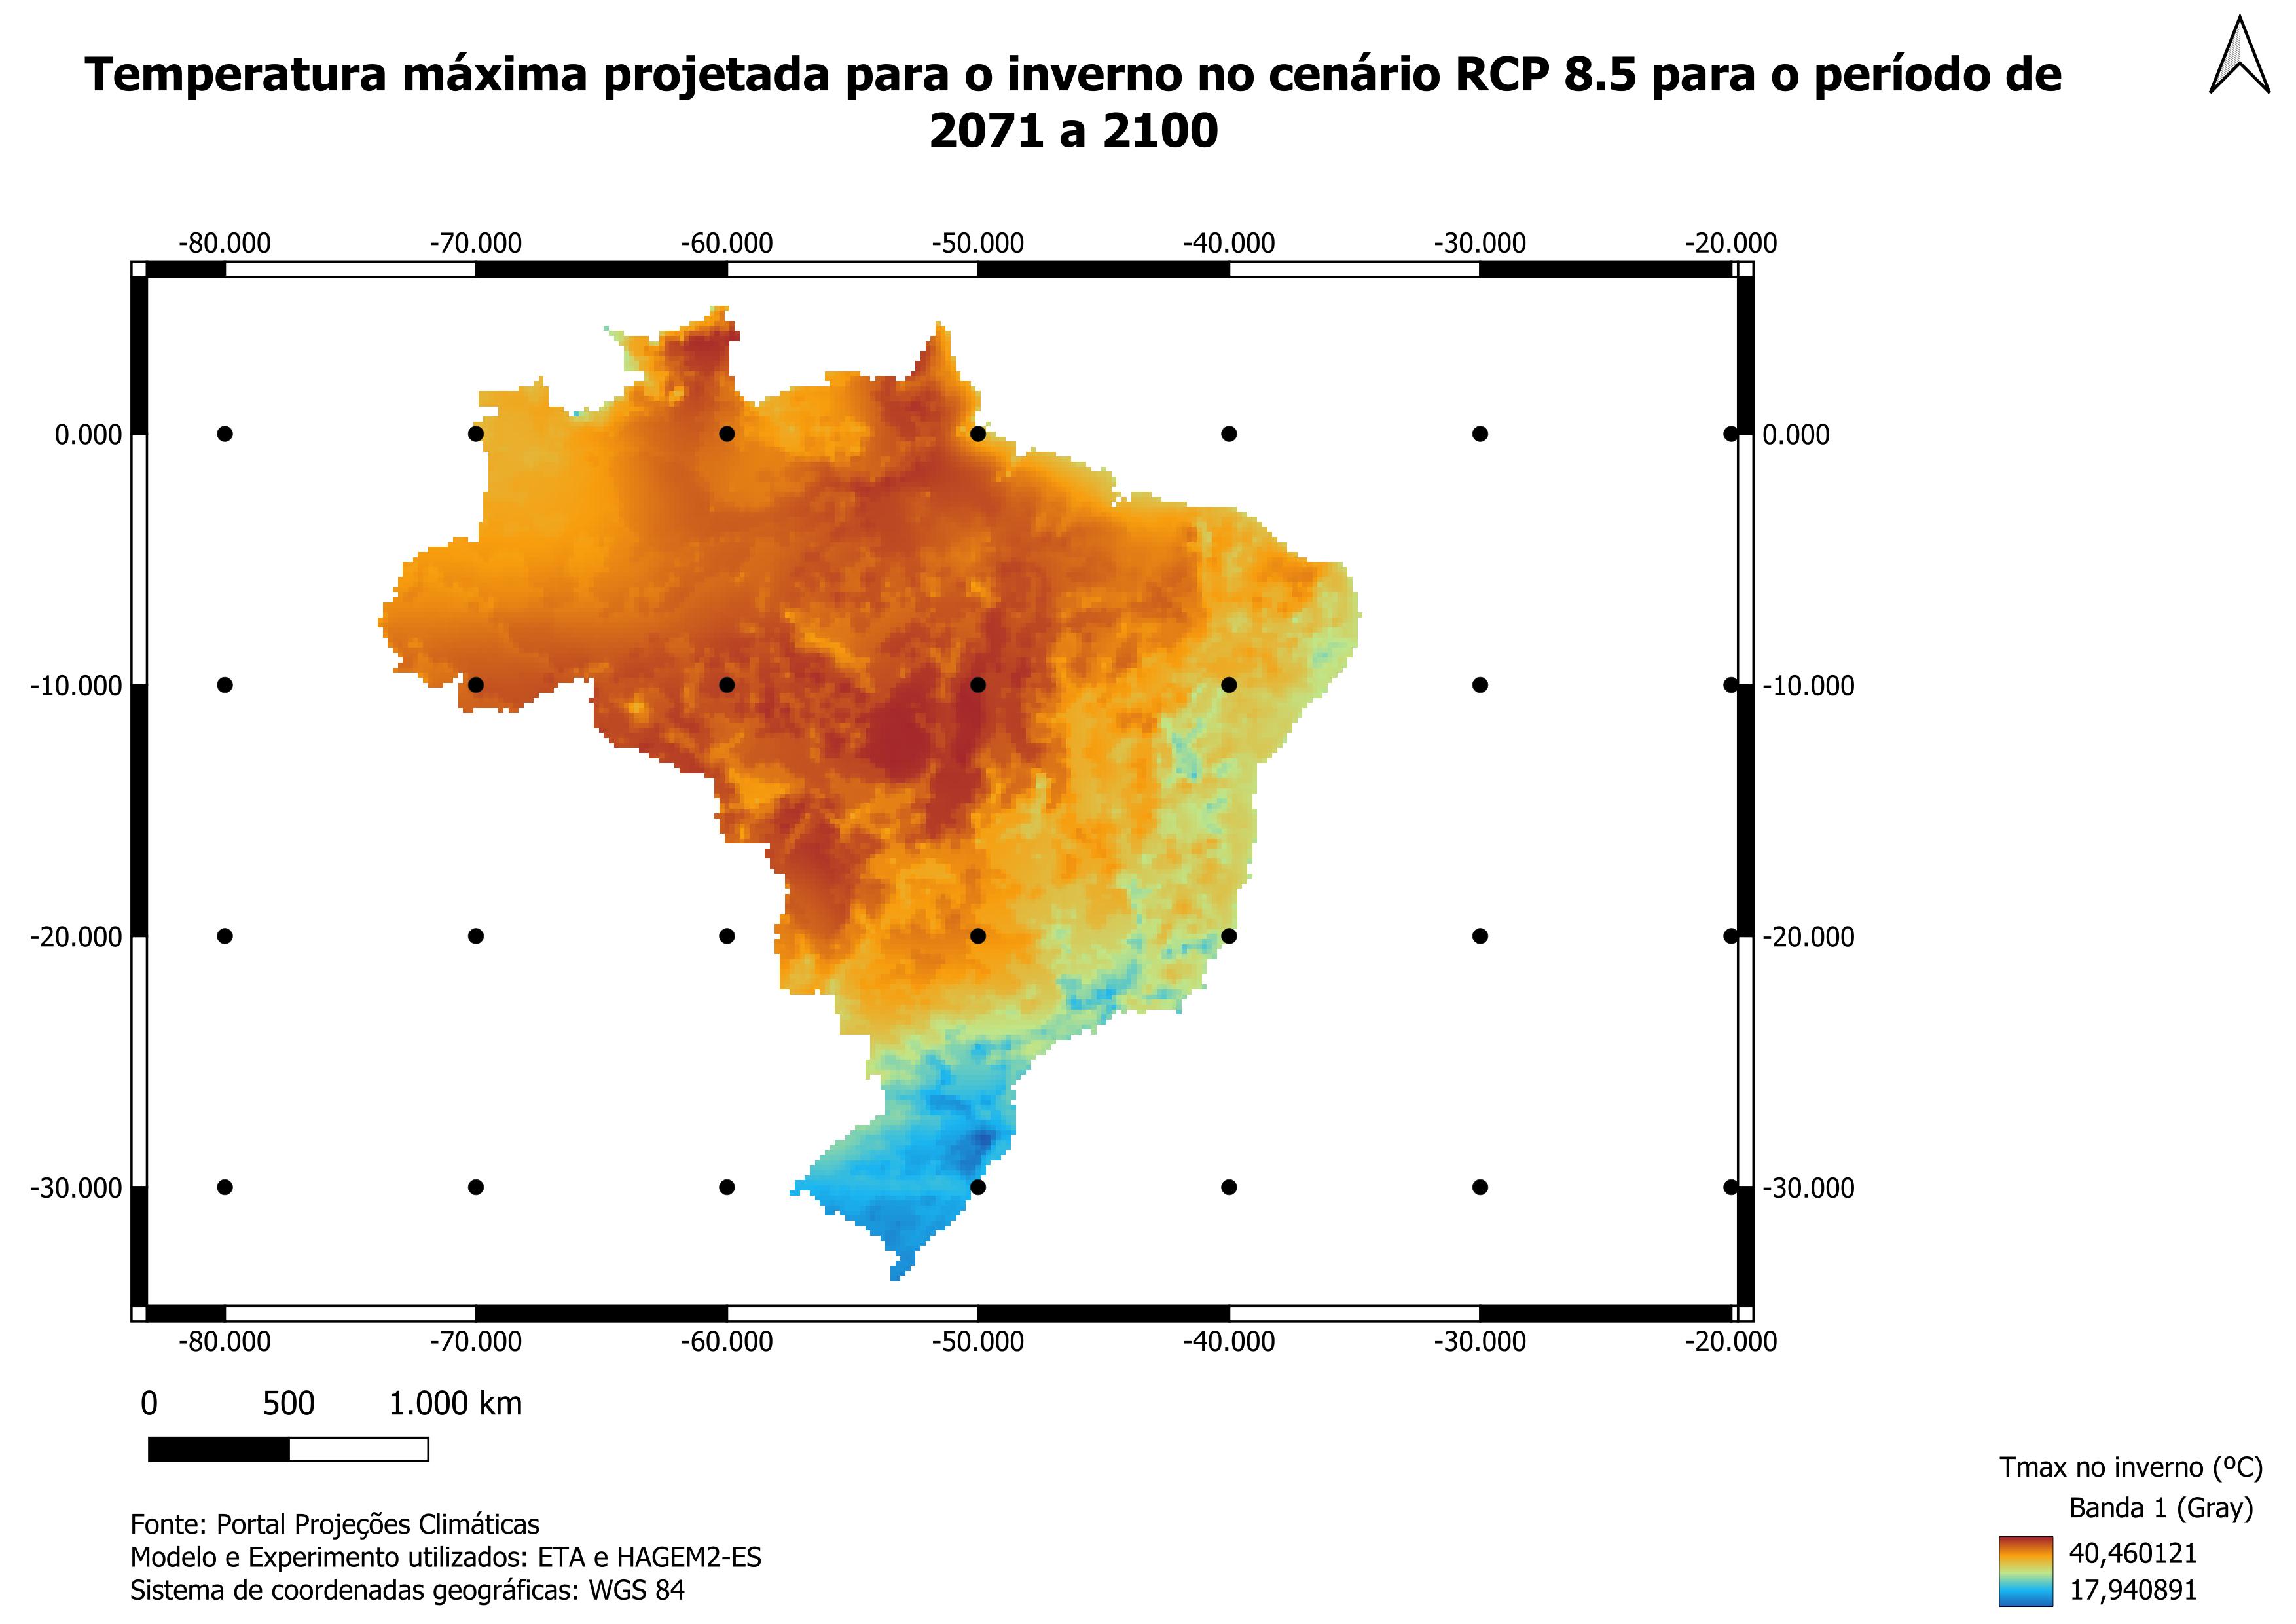 Temperatura máxima projetada para o inverno no cenário RCP 8.5 para o período de
2071 a 2100
-80.000 -70.000 -60.000 -50.000 -40.000 -30.000 -20.000
0.000 0.000
-10.000 -10.000
-20.000 -20.000
-30.000 -30.000
-80.000 -70.000 -60.000 -50.000 -40.000 -30.000 -20.000
0 500 1.000 km
Tmax no inverno (ºC)
Banda 1 (Gray)
40,460121
17,940891
Fonte: Portal Projeções Climáticas
Modelo e Experimento utilizados: ETA e HAGEM2-ES
Sistema de coordenadas geográficas: WGS 84